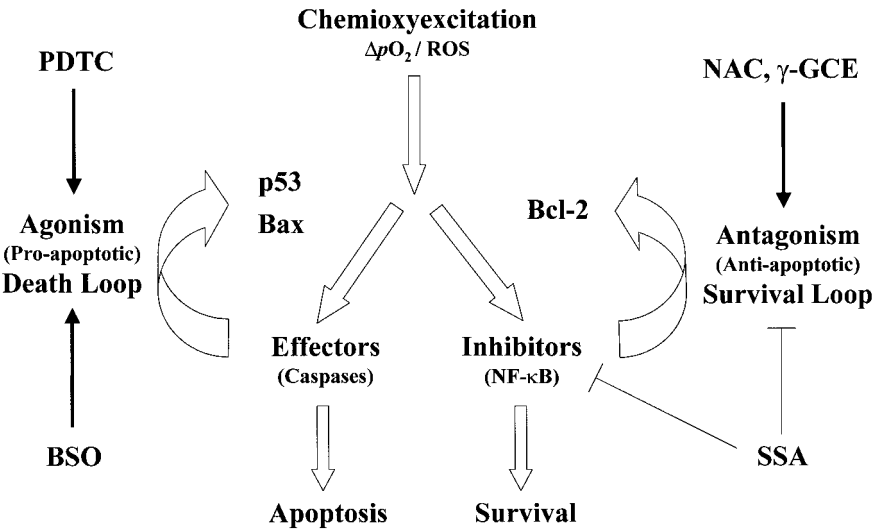 Chemioxyexcitation
ΔpO₂ / ROS
PDTC
NAC, γ-GCE
p53
Bax
Bcl-2
Agonism
(Pro-apoptotic)
Death Loop
Antagonism
(Anti-apoptotic)
Survival Loop
Effectors
(Caspases)
Inhibitors
(NF-κB)
BSO
SSA
Apoptosis
Survival